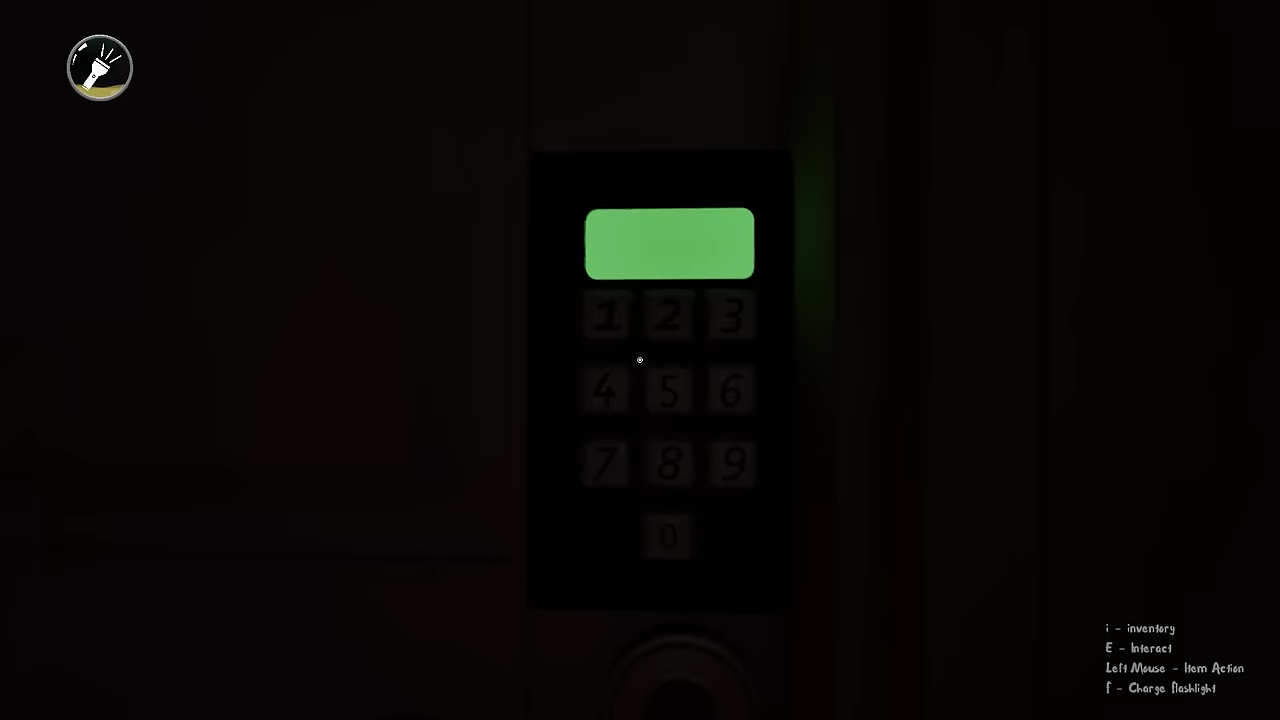 1 2 3
4 5 6
7 8 9
0
i - inventory
E - Interact
Left Mouse - Item Action
f - Charge flashlight